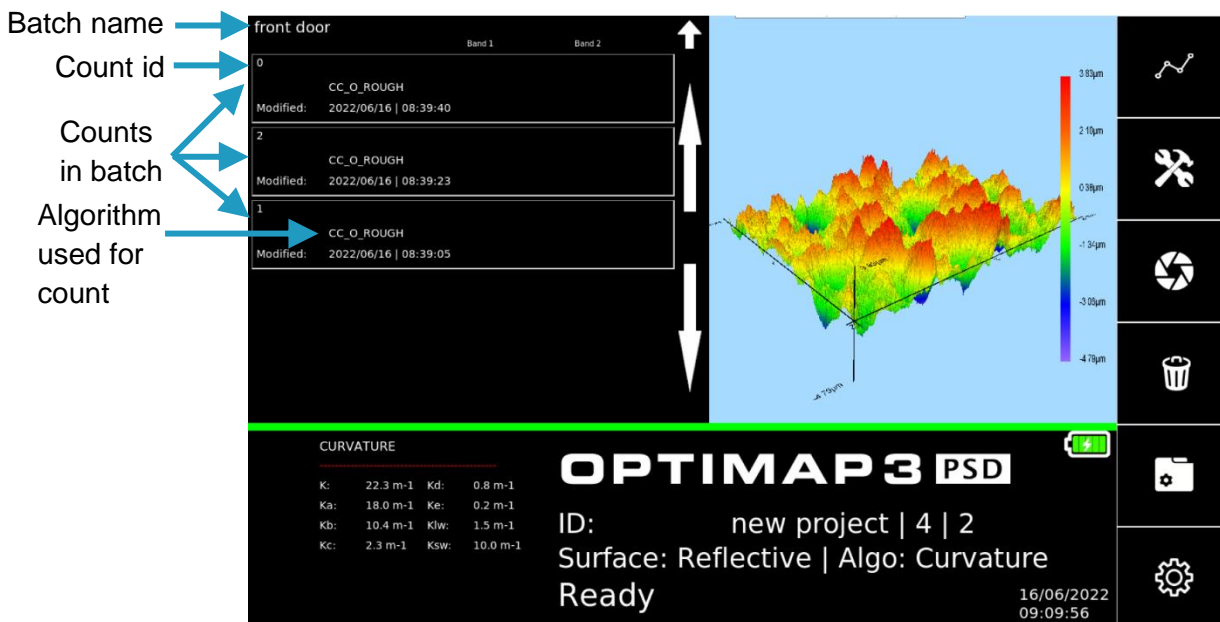 Batch name
Count id
Counts
in batch
Algorithm
used for
count
front door
Band 1 Band 2
0
CC_O_ROUGH
Modified: 2022/06/16 | 08:39:40
2
CC_O_ROUGH
Modified: 2022/06/16 | 08:39:23
1
CC_O_ROUGH
Modified: 2022/06/16 | 08:39:05
3.83µm
2.10µm
0.38µm
-1.34µm
-3.06µm
-4.79µm
-4.79µm
CURVATURE
K: 22.3 m-1 Kd: 0.8 m-1
Ka: 18.0 m-1 Ke: 0.2 m-1
Kb: 10.4 m-1 Klw: 1.5 m-1
Kc: 2.3 m-1 Ksw: 10.0 m-1
OPTIMAP3 PSD
ID: new project | 4 | 2
Surface: Reflective | Algo: Curvature
Ready
16/06/2022
09:09:56